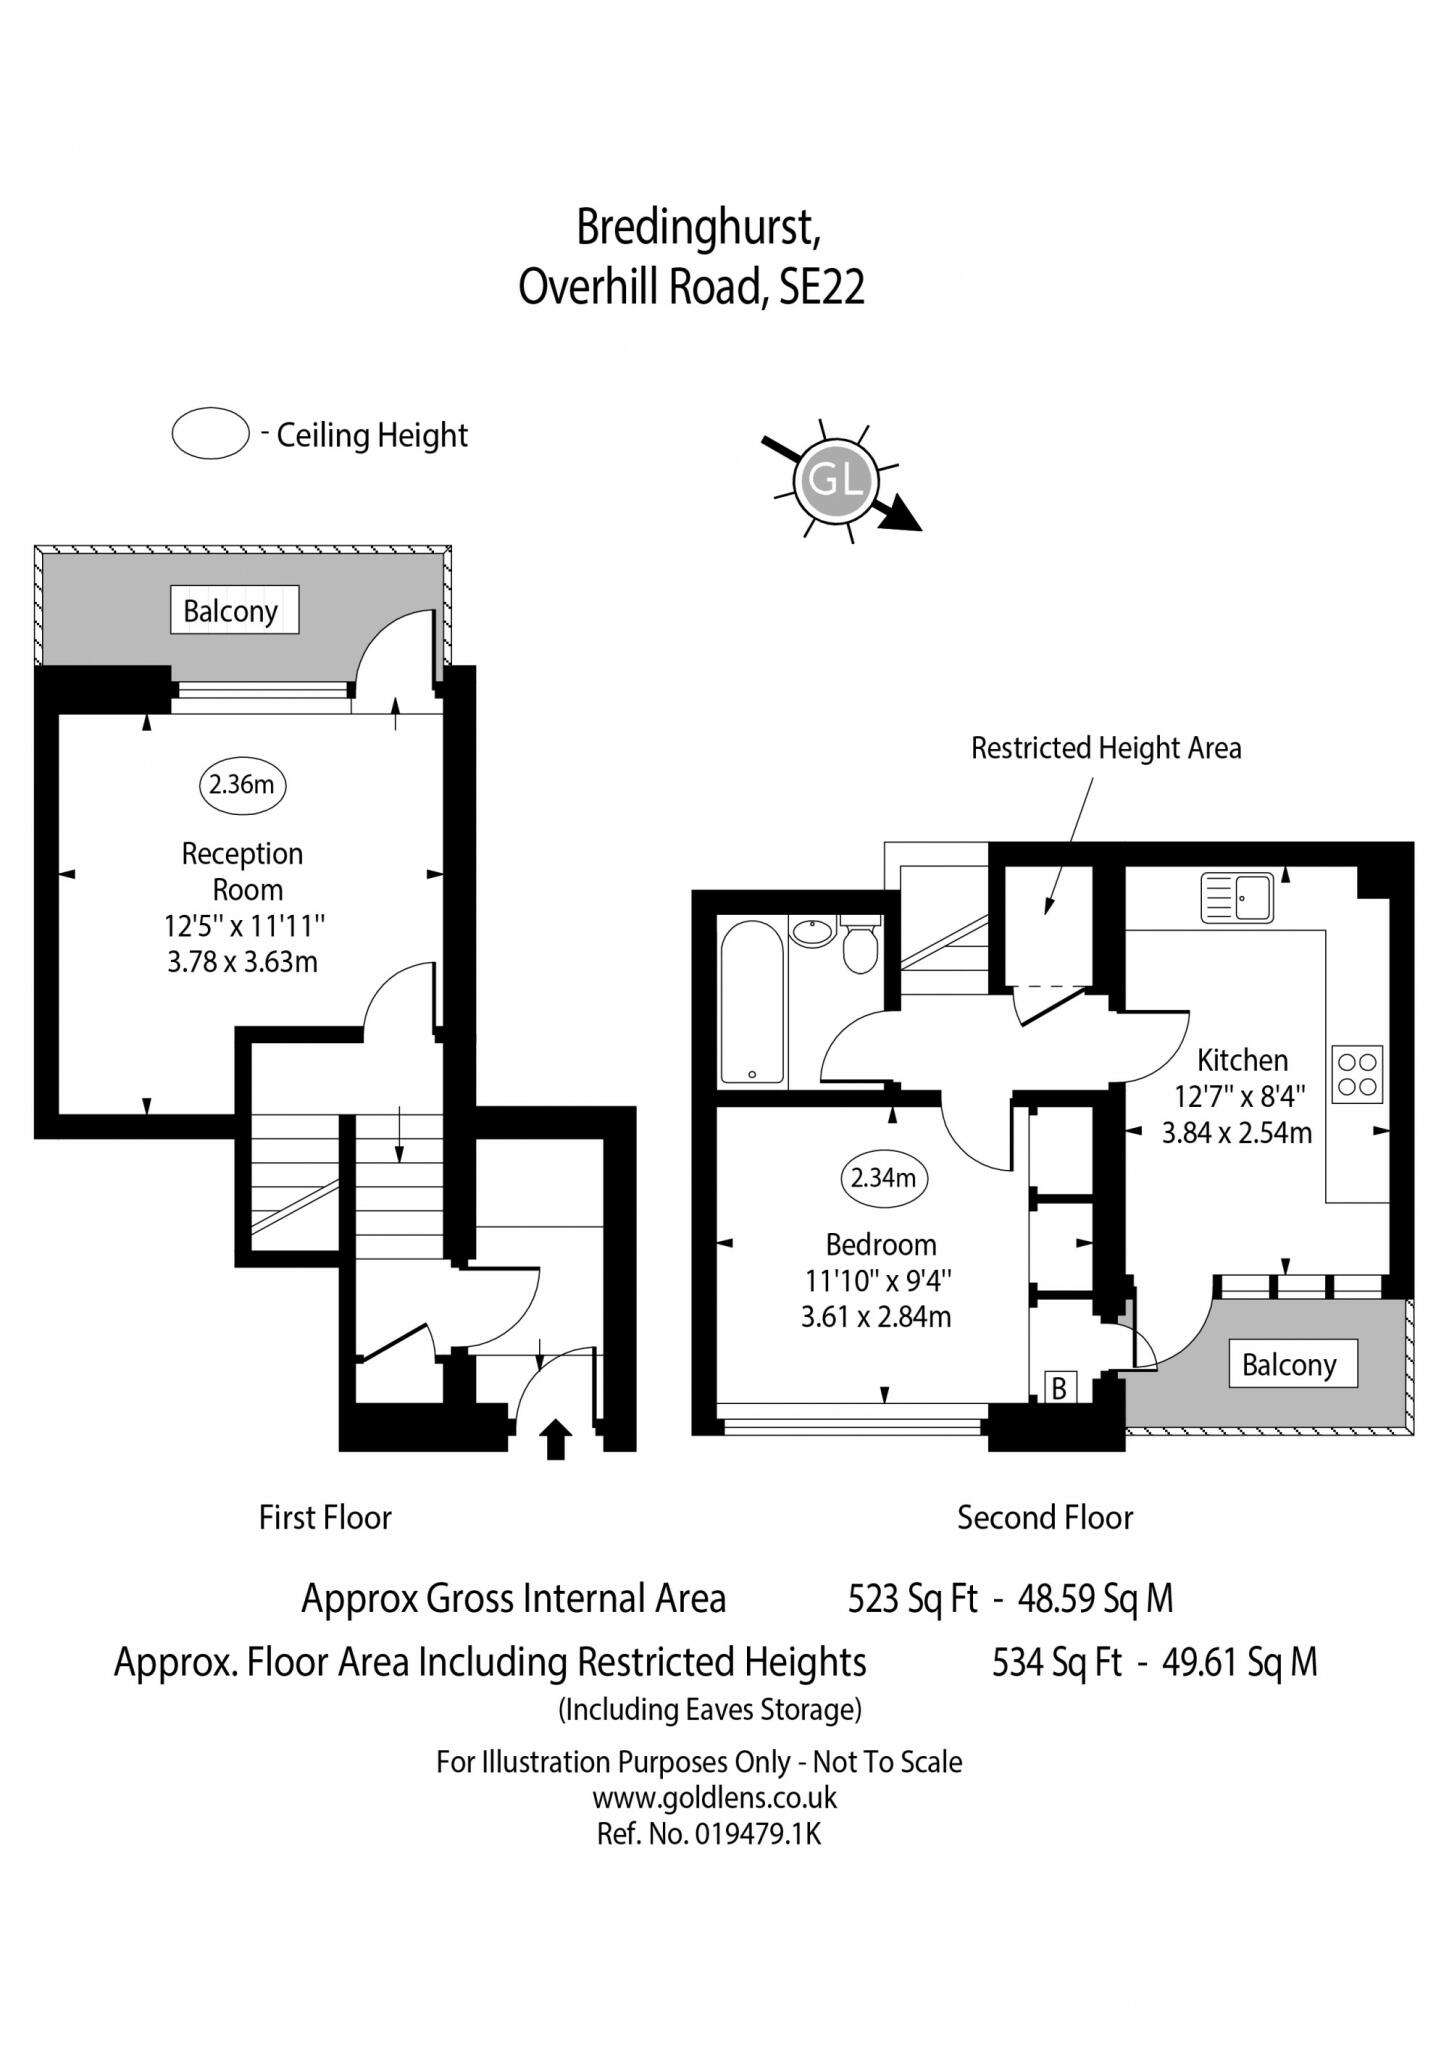 Bredinghurst,
Overhill Road, SE22
- Ceiling Height
GL
Balcony
2.36m
Reception
Room
12'5" x 11'11"
3.78 x 3.63m
Restricted Height Area
Kitchen
12'7" x 8'4"
3.84 x 2.54m
2.34m
Bedroom
11'10" x 9'4"
3.61 x 2.84m
B
Balcony
First Floor
Second Floor
Approx Gross Internal Area 523 Sq Ft - 48.59 Sq M
Approx. Floor Area Including Restricted Heights 534 Sq Ft - 49.61 Sq M
(Including Eaves Storage)
For Illustration Purposes Only - Not To Scale
www.goldlens.co.uk
Ref. No. 019479.1K